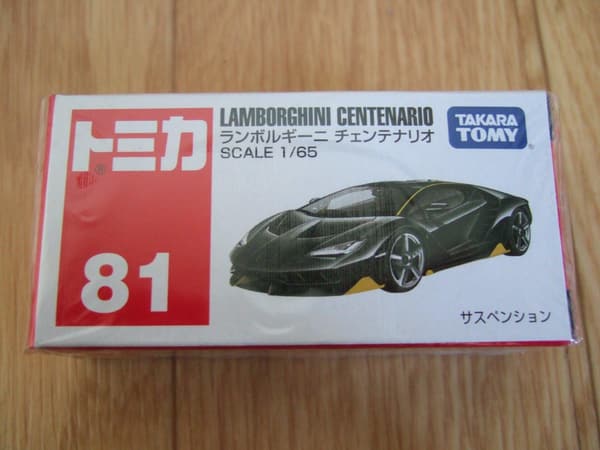 トミカ
81
LAMBORGHINI CENTENARIO
ランボルギーニ チェンテナリオ
SCALE 1/65
TAKARA
TOMY
サスペンション